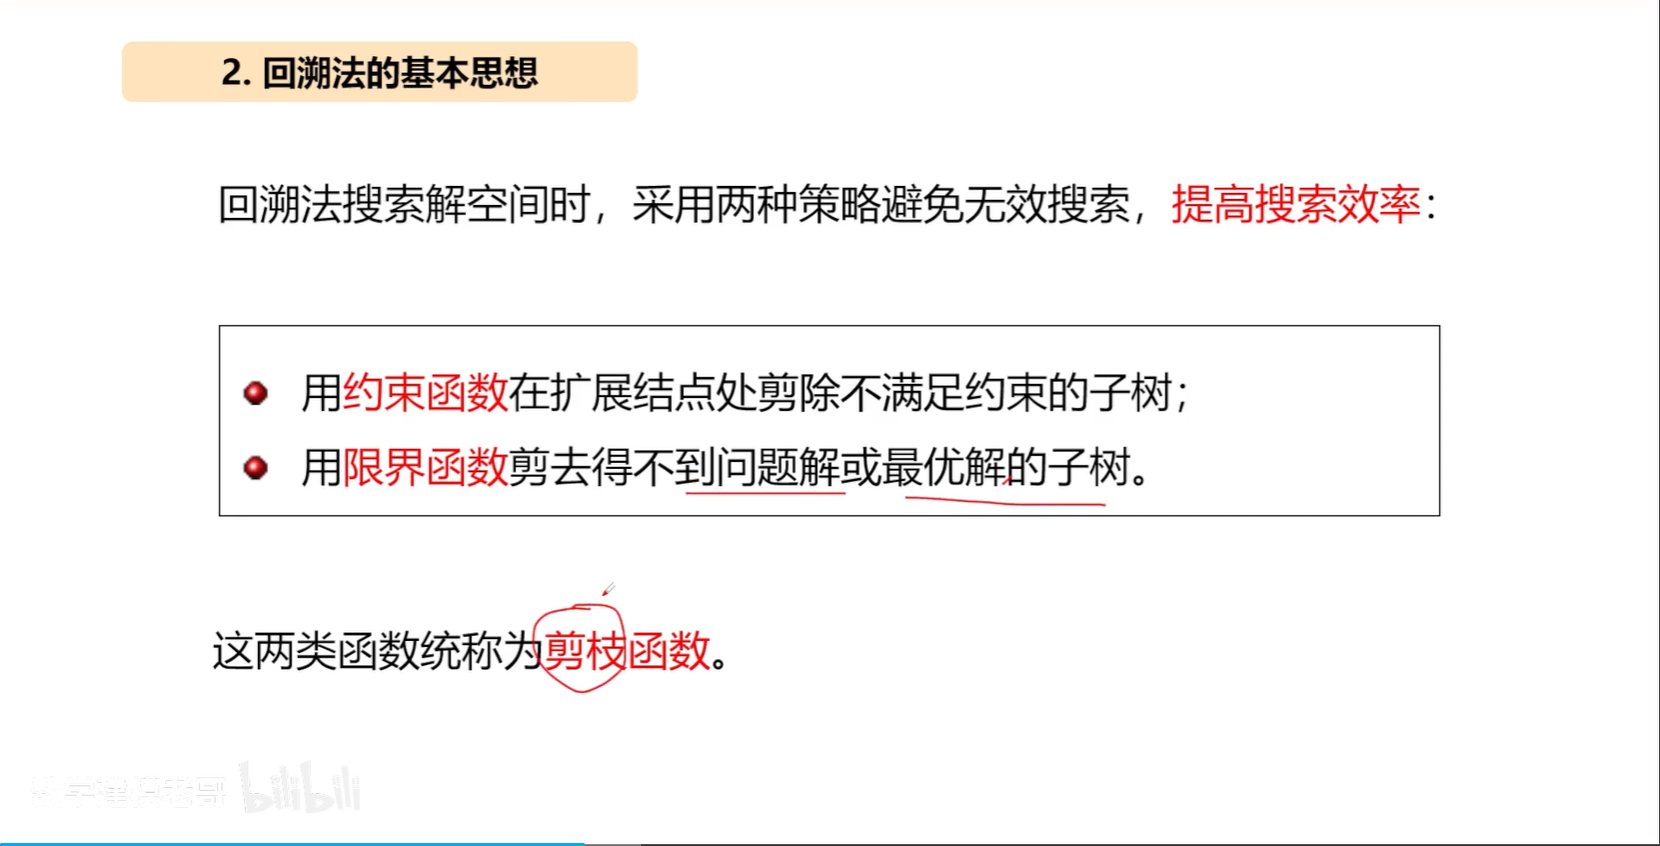 2. 回溯法的基本思想
回溯法搜索解空间时，采用两种策略避免无效搜索，提高搜索效率：
用约束函数在扩展结点处剪除不满足约束的子树；
用限界函数剪去得不到问题解或最优解的子树。
这两类函数统称为剪枝函数。
数学建模老哥 bilibili